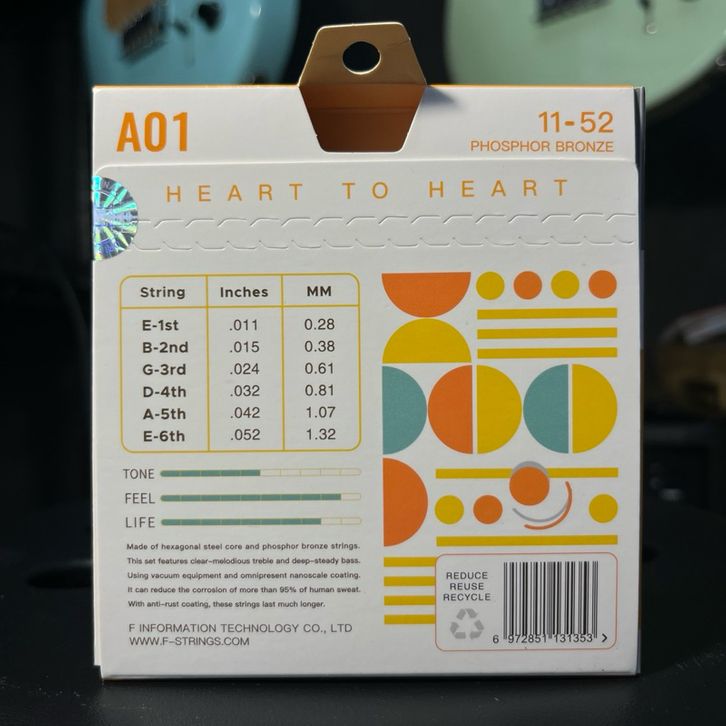 A01
11-52
PHOSPHOR BRONZE
HEART TO HEART
String Inches MM
E-1st .011 0.28
B-2nd .015 0.38
G-3rd .024 0.61
D-4th .032 0.81
A-5th .042 1.07
E-6th .052 1.32
TONE
FEEL
LIFE
Made of hexagonal steel core and phosphor bronze strings.
This set features clear-melodious treble and deep-steady bass.
Using vacuum equipment and omnipresent nanoscale coating.
It can reduce the corrosion of more than 95% of human sweat.
With anti-rust coating, these strings last much longer.
F INFORMATION TECHNOLOGY CO., LTD
WWW.F-STRINGS.COM
REDUCE
REUSE
RECYCLE
6 972851 131353 >